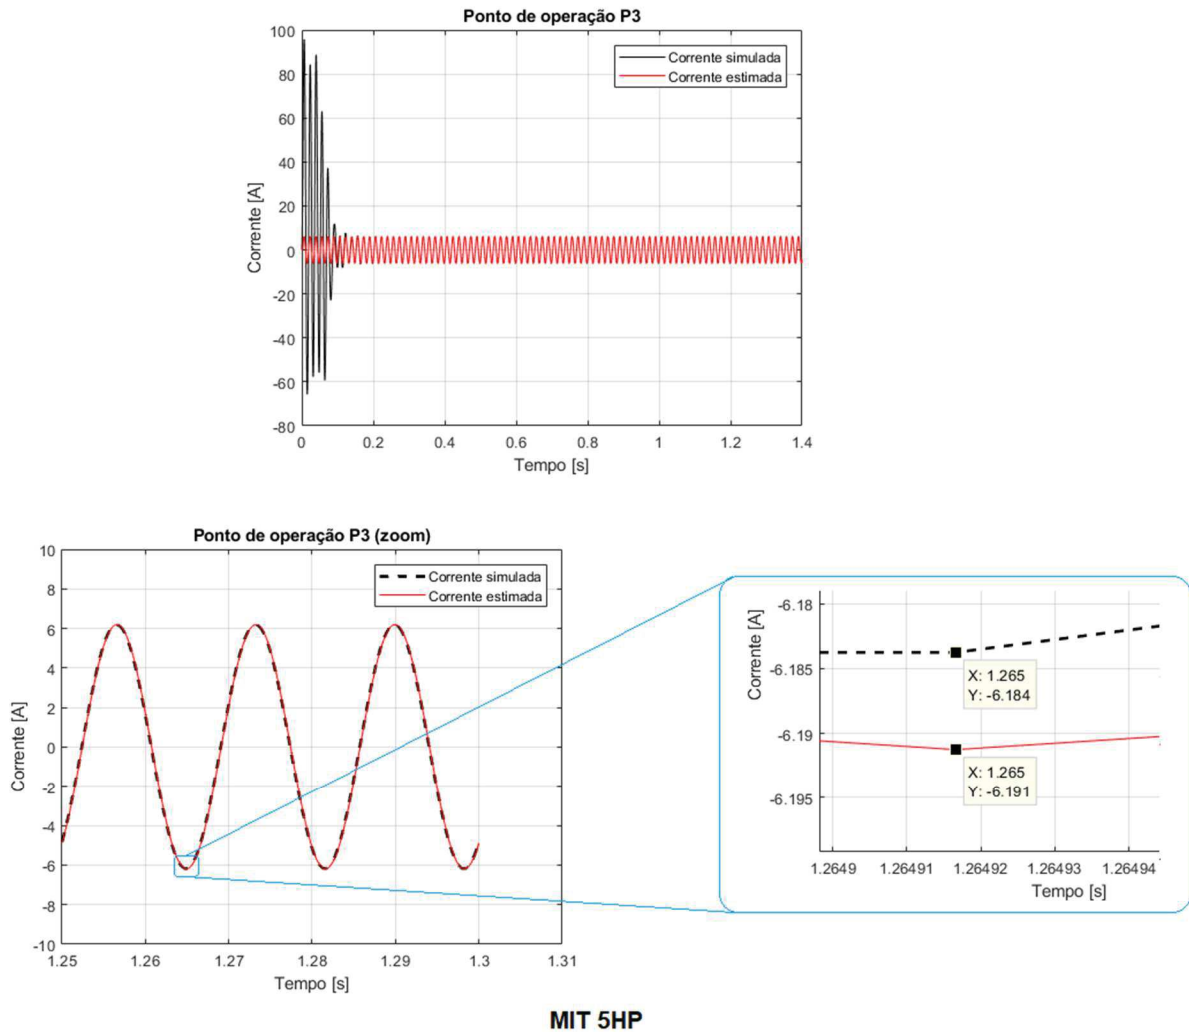 Ponto de operação P3
Corrente [A]
100
80
60
40
20
0
-20
-40
-60
-80
Corrente simulada
Corrente estimada
0 0.2 0.4 0.6 0.8 1 1.2 1.4
Tempo [s]
Ponto de operação P3 (zoom)
Corrente [A]
10
8
6
4
2
0
-2
-4
-6
-8
-10
Corrente simulada
Corrente estimada
1.25 1.26 1.27 1.28 1.29 1.3 1.31
Tempo [s]
Corrente [A]
-6.18
-6.185
-6.19
-6.195
X: 1.265
Y: -6.184
X: 1.265
Y: -6.191
1.2649 1.26491 1.26492 1.26493 1.26494
Tempo [s]
MIT 5HP